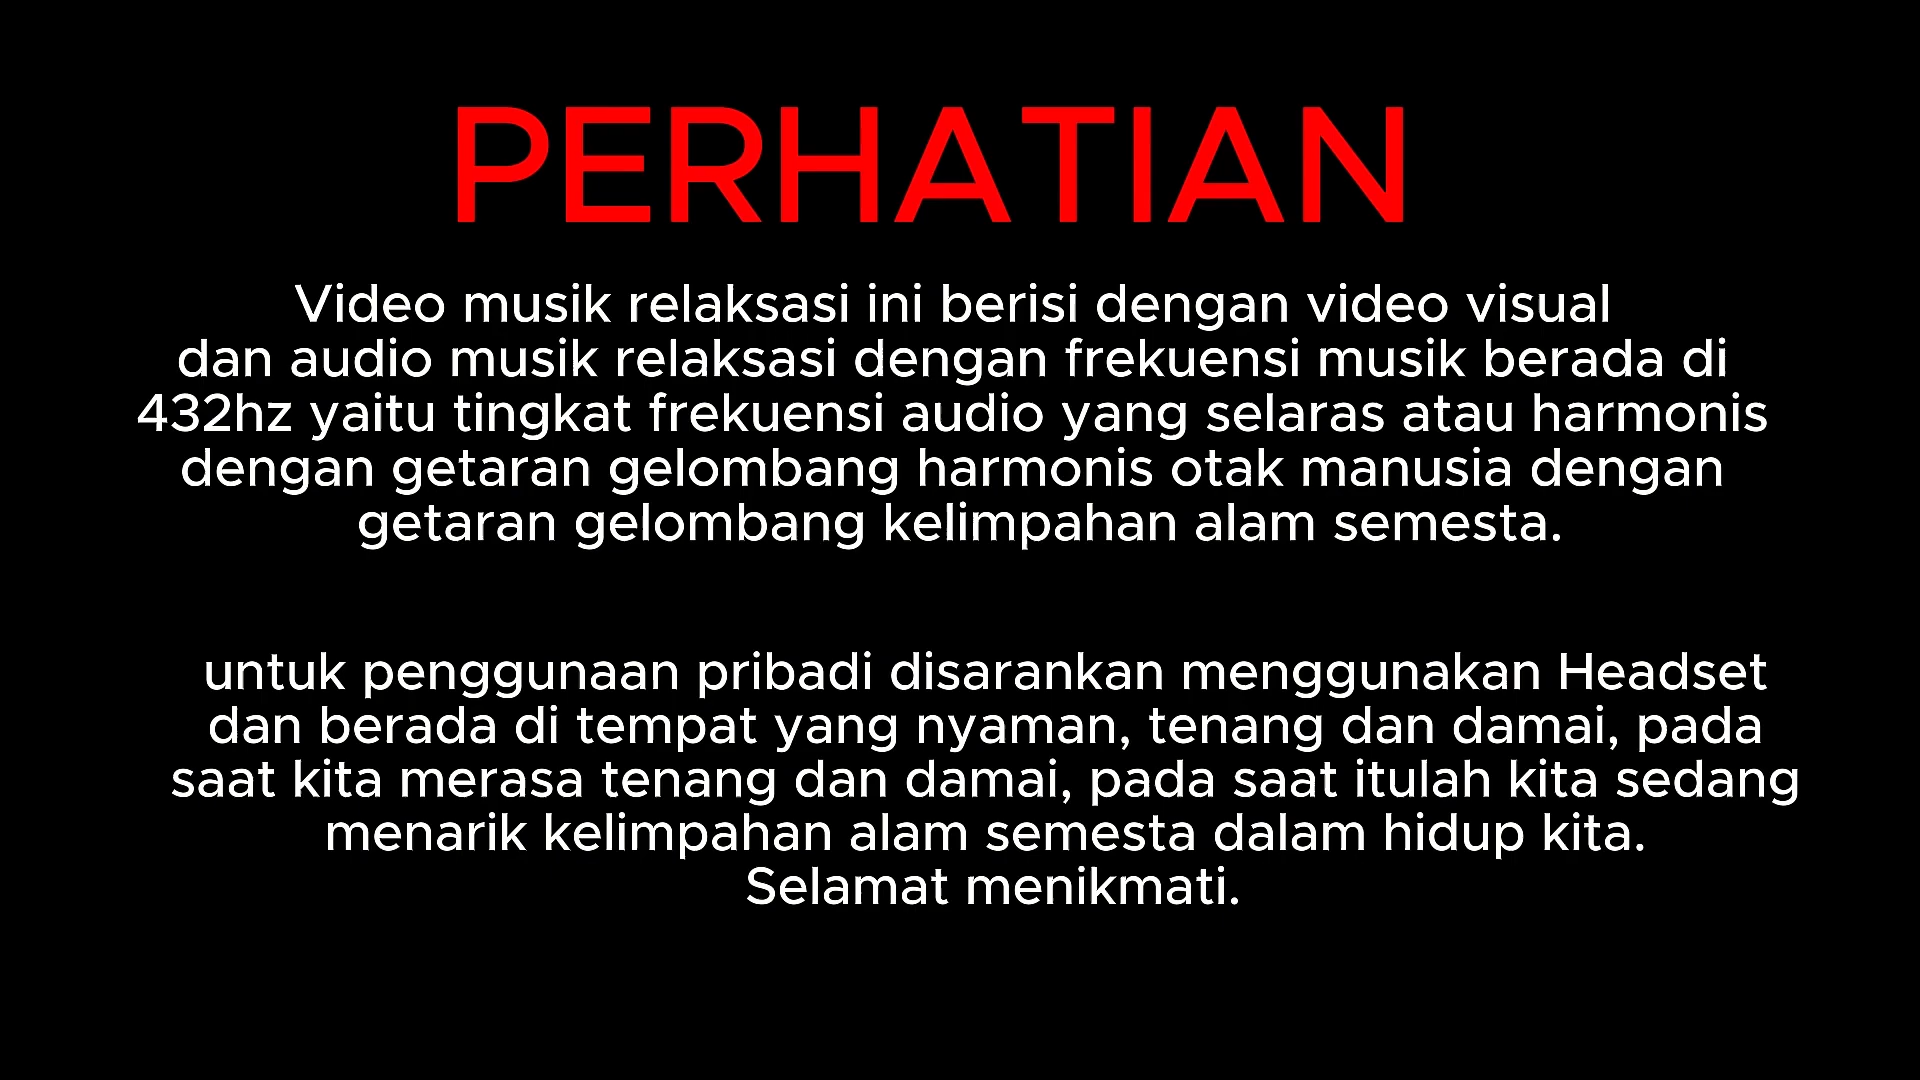 PERHATIAN
Video musik relaksasi ini berisi dengan video visual
dan audio musik relaksasi dengan frekuensi musik berada di
432hz yaitu tingkat frekuensi audio yang selaras atau harmonis
dengan getaran gelombang harmonis otak manusia dengan
getaran gelombang kelimpahan alam semesta.
untuk penggunaan pribadi disarankan menggunakan Headset
dan berada di tempat yang nyaman, tenang dan damai, pada
saat kita merasa tenang dan damai, pada saat itulah kita sedang
menarik kelimpahan alam semesta dalam hidup kita.
Selamat menikmati.